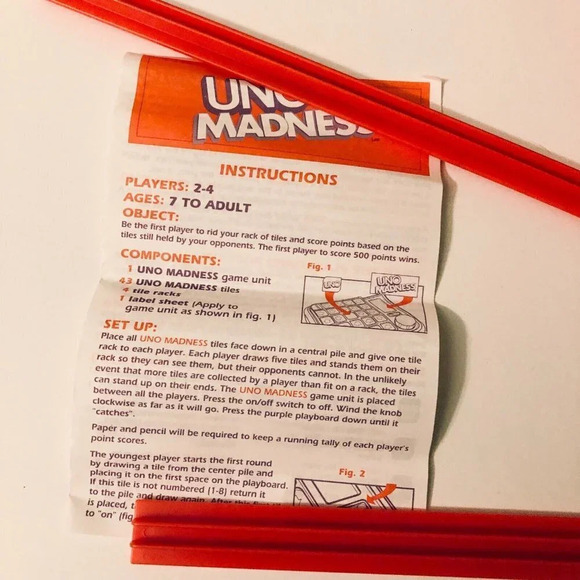 UNO
MADNESS
INSTRUCTIONS
PLAYERS: 2-4
AGES: 7 TO ADULT
OBJECT:
Be the first player to rid your rack of tiles and score points based on the
tiles still held by your opponents. The first player to score 500 points wins.
COMPONENTS:
1 UNO MADNESS game unit
43 UNO MADNESS tiles
4 tile racks
1 label sheet (Apply to
game unit as shown in fig. 1)
Fig. 1
UNO
UNO
MADNESS
SET UP:
Place all UNO MADNESS tiles face down in a central pile and give one tile
rack to each player. Each player draws five tiles and stands them on their
rack so they can see them, but their opponents cannot. In the unlikely
event that more tiles are collected by a player than fit on a rack, the tiles
can stand up on their ends. The UNO MADNESS game unit is placed
between all the players. Press the on/off switch to off. Wind the knob
clockwise as far as it will go. Press the purple playboard down until it
"catches".
Paper and pencil will be required to keep a running tally of each player's
point scores.
The youngest player starts the first round
by drawing a tile from the center pile and
placing it on the first space on the playboard.
If this tile is not numbered (1-8) return it
to the pile and draw again. After this
is placed,
to "on" (fig.
Fig. 2